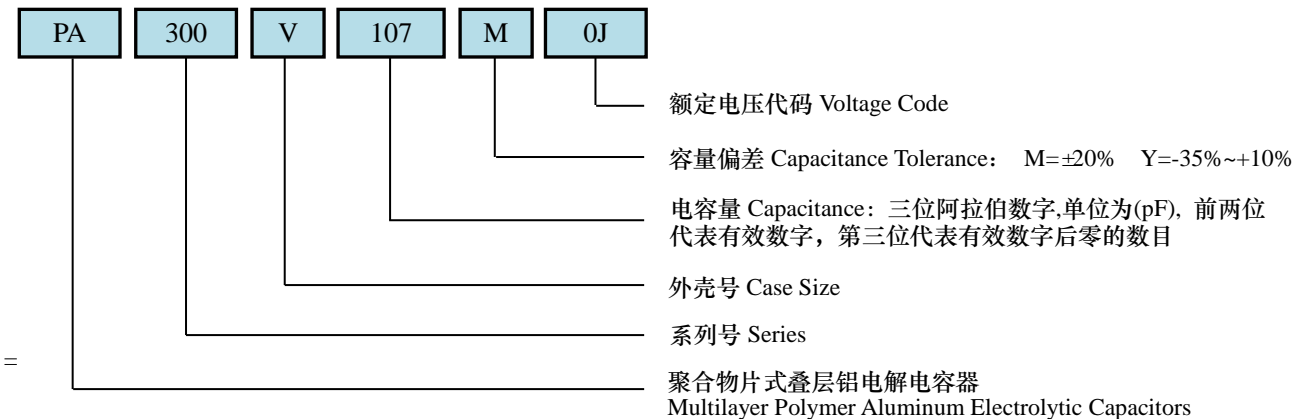 PA 300 V 107 M 0J
额定电压代码 Voltage Code
容量偏差 Capacitance Tolerance： M=±20% Y=-35%~+10%
电容量 Capacitance：三位阿拉伯数字,单位为(pF), 前两位
代表有效数字，第三位代表有效数字后零的数目
外壳号 Case Size
系列号 Series
=
聚合物片式叠层铝电解电容器
Multilayer Polymer Aluminum Electrolytic Capacitors